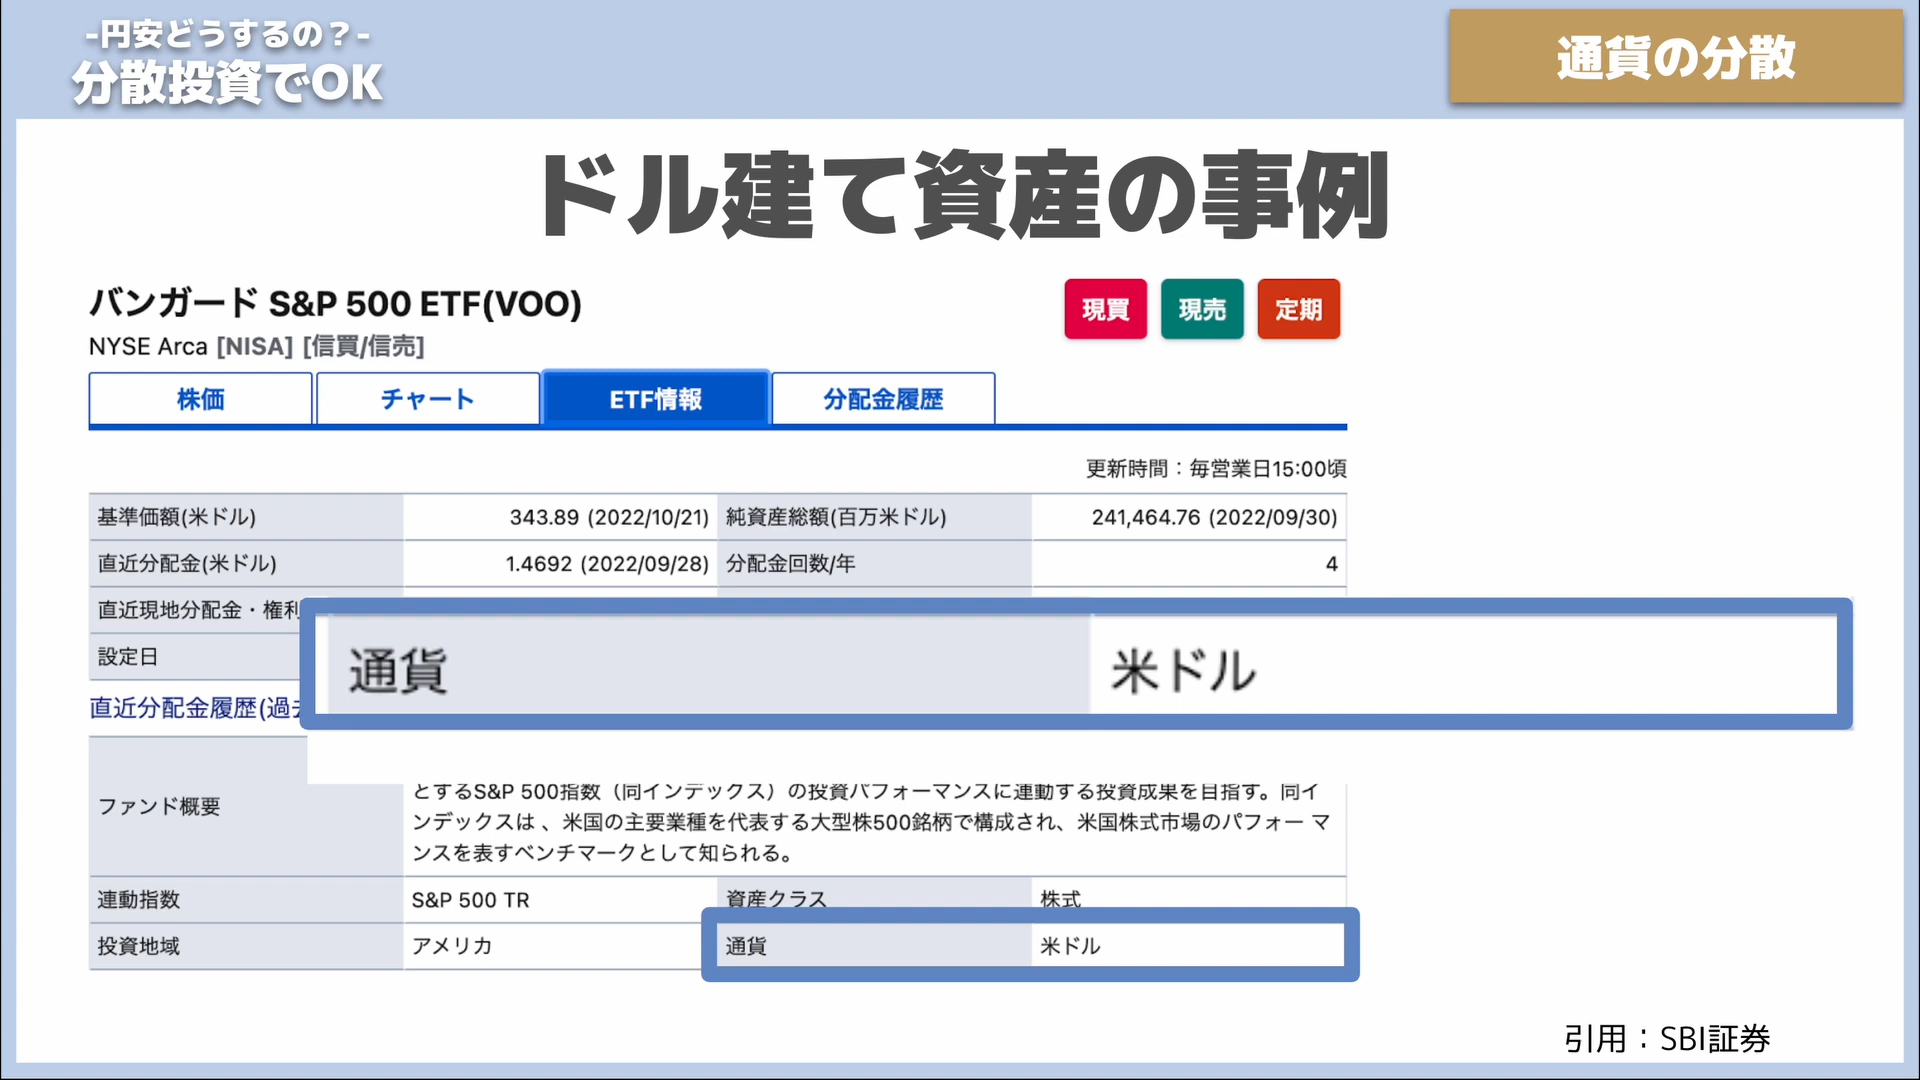 -円安どうするの？-
分散投資でOK
通貨の分散
ドル建て資産の事例
バンガード S&P 500 ETF(VOO)
現買 現売 定期
NYSE Arca [NISA] [信買/信売]
株価 チャート ETF情報 分配金履歴
更新時間：毎営業日15:00頃
基準価額(米ドル) 343.89 (2022/10/21) 純資産総額(百万米ドル) 241,464.76 (2022/09/30)
直近分配金(米ドル) 1.4692 (2022/09/28) 分配金回数/年 4
直近現地分配金・権利
設定日
通貨 米ドル
直近分配金履歴(過
ファンド概要
とするS&P 500指数（同インデックス）の投資パフォーマンスに連動する投資成果を目指す。同イ
ンデックスは 、米国の主要業種を代表する大型株500銘柄で構成され、米国株式市場のパフォー マ
ンスを表すベンチマークとして知られる。
連動指数 S&P 500 TR 資産クラス 株式
投資地域 アメリカ 通貨 米ドル
引用：SBI証券